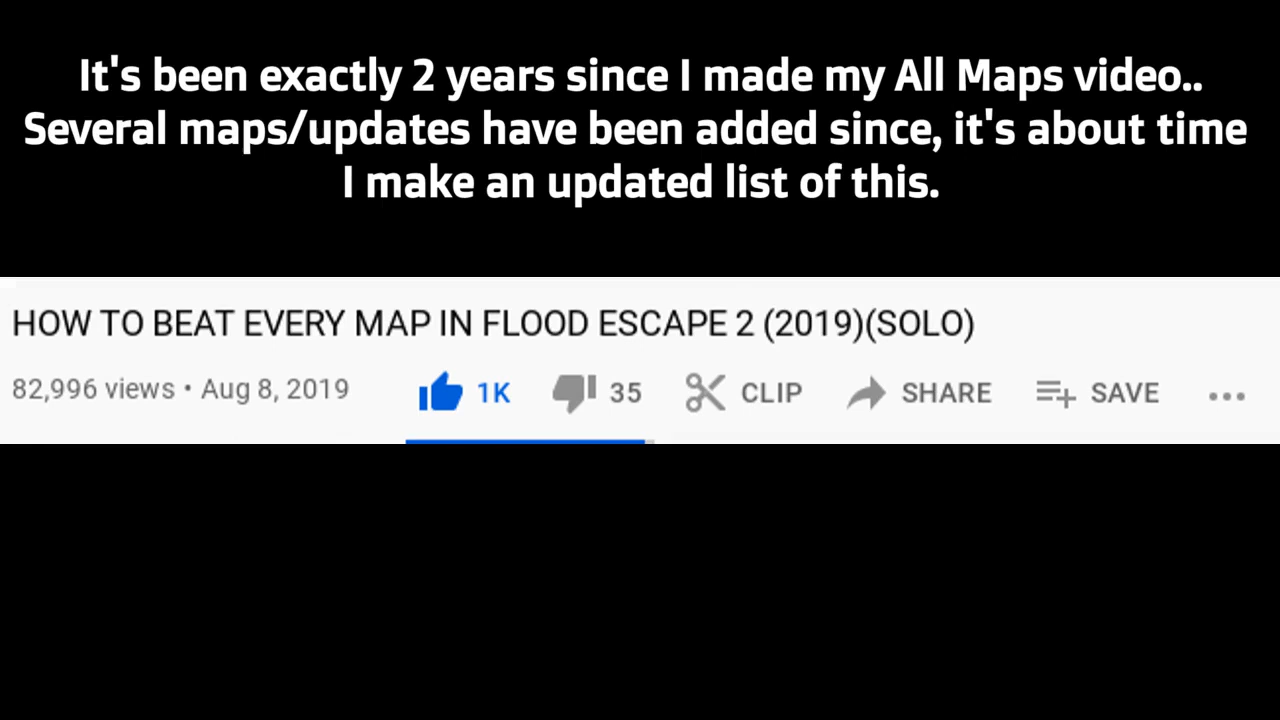 It's been exactly 2 years since I made my All Maps video..
Several maps/updates have been added since, it's about time
I make an updated list of this.
HOW TO BEAT EVERY MAP IN FLOOD ESCAPE 2 (2019)(SOLO)
82,996 views • Aug 8, 2019 1K 35 CLIP SHARE SAVE ...